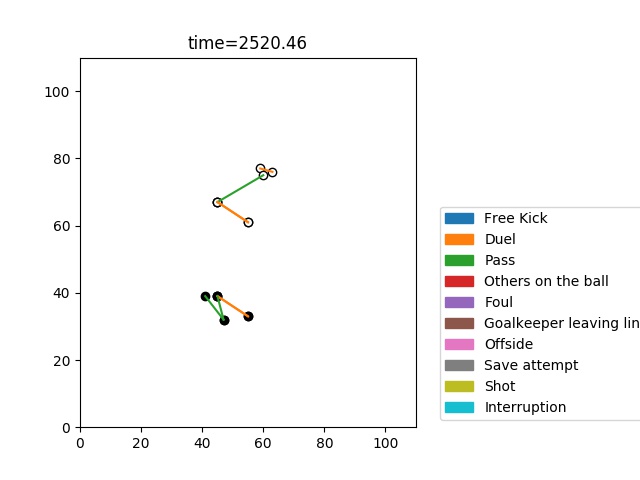 time=2520.46
100
80
60
40
20
0
0 20 40 60 80 100
Free Kick
Duel
Pass
Others on the ball
Foul
Goalkeeper leaving lin
Offside
Save attempt
Shot
Interruption